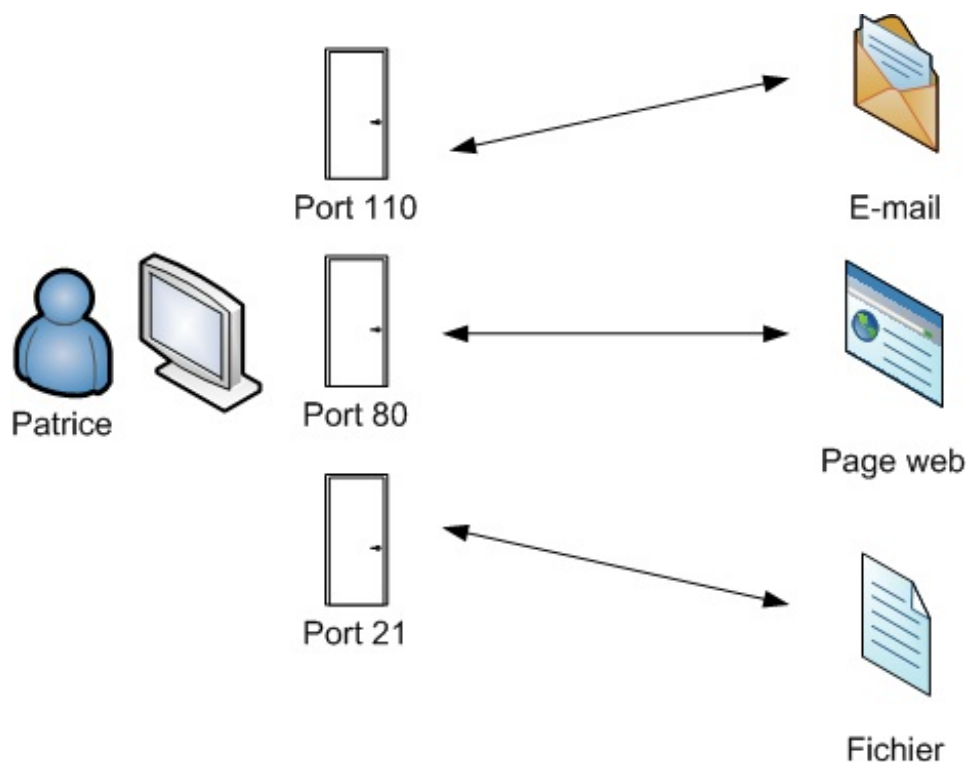 Port 110
E-mail
Patrice
Port 80
Page web
Port 21
Fichier